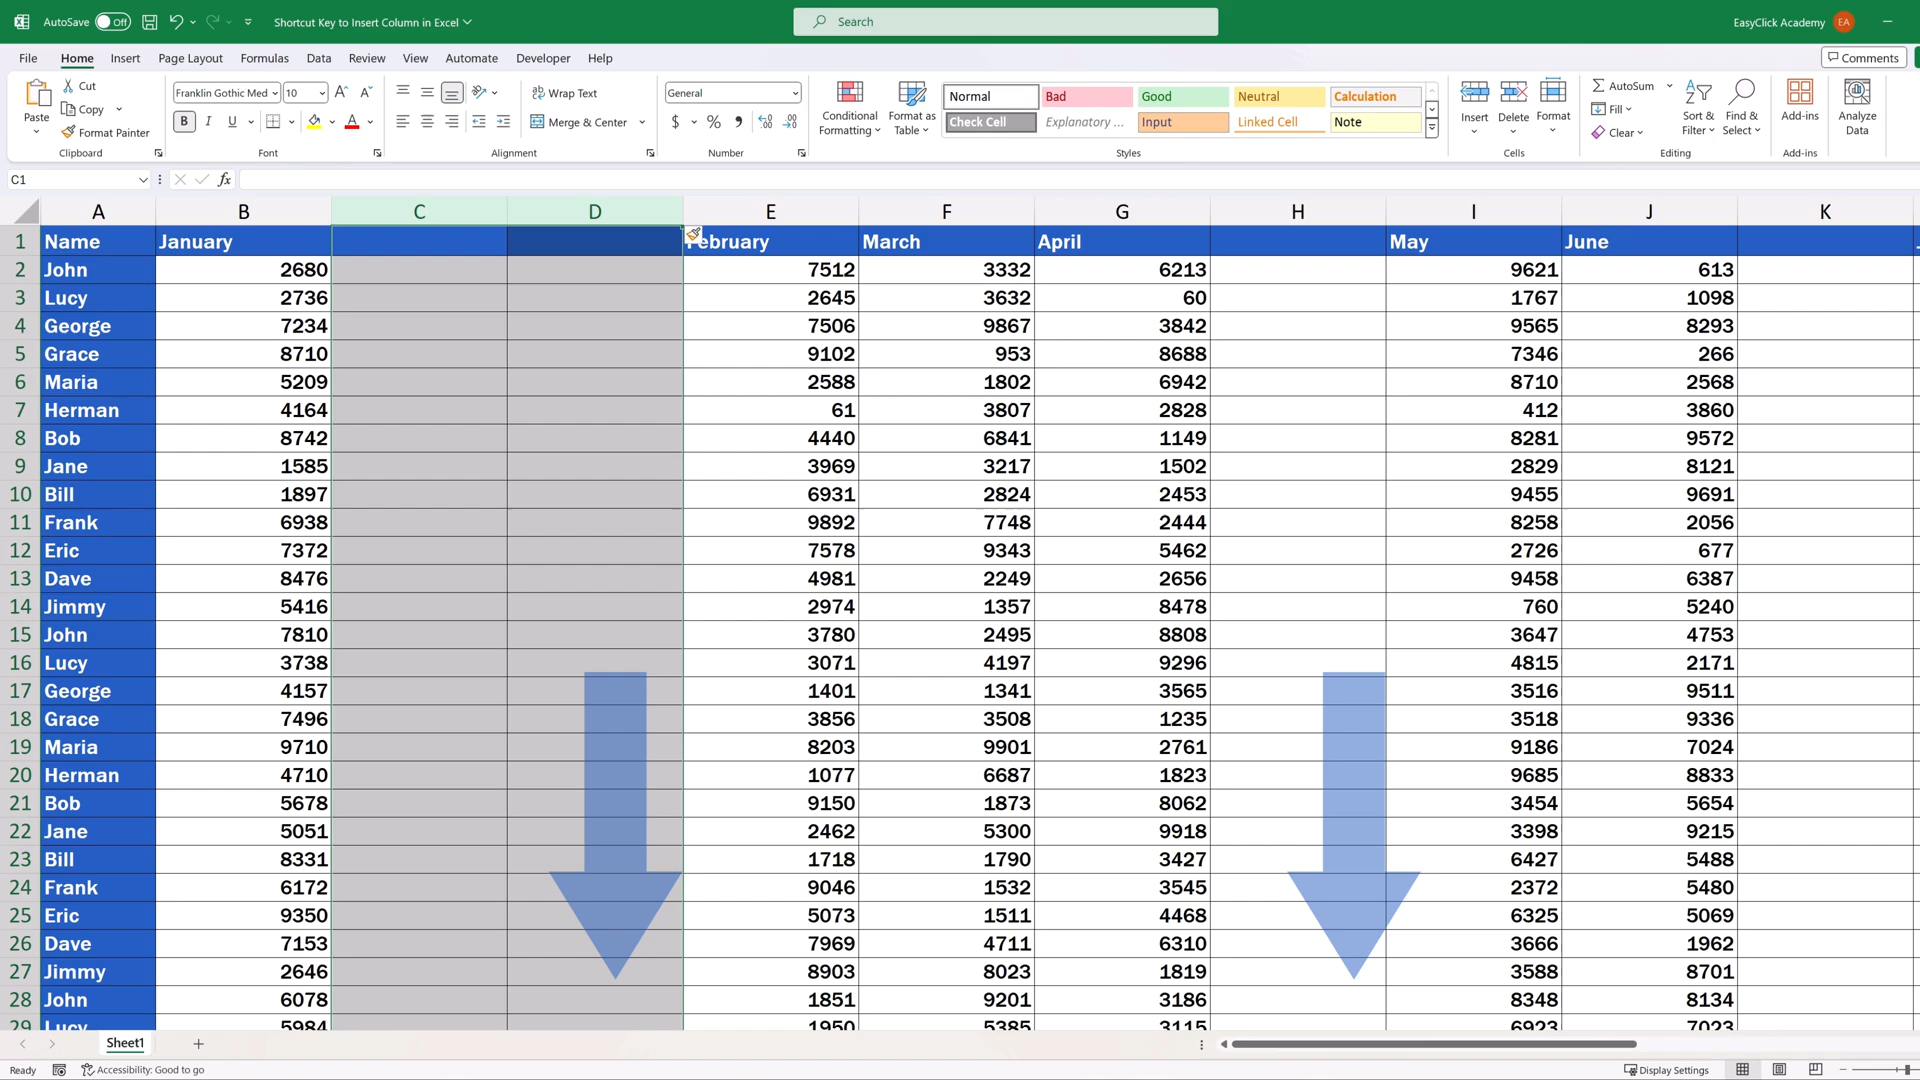 AutoSave Off Shortcut Key to Insert Column in Excel Search EasyClick Academy EA
File Home Insert Page Layout Formulas Data Review View Automate Developer Help Comments
Paste Cut Copy Format Painter Clipboard
Franklin Gothic Med 10 B I U A A Font
Wrap Text Merge & Center Alignment
General $ % Number
Conditional Formatting Format as Table
Normal Bad Good Neutral Calculation
Check Cell Explanatory ... Input Linked Cell Note
Styles
Insert Delete Format Cells
AutoSum Fill Clear Sort & Filter Find & Select Editing
Add-ins Add-ins
Analyze Data
C1 fx
A B C D E F G H I J K
1 Name January February March April May June
2 John 2680 7512 3332 6213 9621 613
3 Lucy 2736 2645 3632 60 1767 1098
4 George 7234 7506 9867 3842 9565 8293
5 Grace 8710 9102 953 8688 7346 266
6 Maria 5209 2588 1802 6942 8710 2568
7 Herman 4164 61 3807 2828 412 3860
8 Bob 8742 4440 6841 1149 8281 9572
9 Jane 1585 3969 3217 1502 2829 8121
10 Bill 1897 6931 2824 2453 9455 9691
11 Frank 6938 9892 7748 2444 8258 2056
12 Eric 7372 7578 9343 5462 2726 677
13 Dave 8476 4981 2249 2656 9458 6387
14 Jimmy 5416 2974 1357 8478 760 5240
15 John 7810 3780 2495 8808 3647 4753
16 Lucy 3738 3071 4197 9296 4815 2171
17 George 4157 1401 1341 3565 3516 9511
18 Grace 7496 3856 3508 1235 3518 9336
19 Maria 9710 8203 9901 2761 9186 7024
20 Herman 4710 1077 6687 1823 9685 8833
21 Bob 5678 9150 1873 8062 3454 5654
22 Jane 5051 2462 5300 9918 3398 9215
23 Bill 8331 1718 1790 3427 6427 5488
24 Frank 6172 9046 1532 3545 2372 5480
25 Eric 9350 5073 1511 4468 6325 5069
26 Dave 7153 7969 4711 6310 3666 1962
27 Jimmy 2646 8903 8023 1819 3588 8701
28 John 6078 1851 9201 3186 8348 8134
29 Lucy 5984 1950 5385 3115 6923 7023
Sheet1
Ready Accessibility: Good to go Display Settings